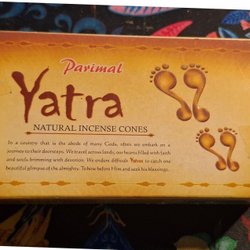 Parimal
Yatra
NATURAL INCENSE CONES
In a country that is the abode of many Gods, often we embark on a
journey to their doorsteps. We travel across lands, our hearts filled with faith
and souls brimming with devotion. We endure difficult Yatras to catch one
beautiful glimpse of the almighty. To bow before Him and seek his blessings.